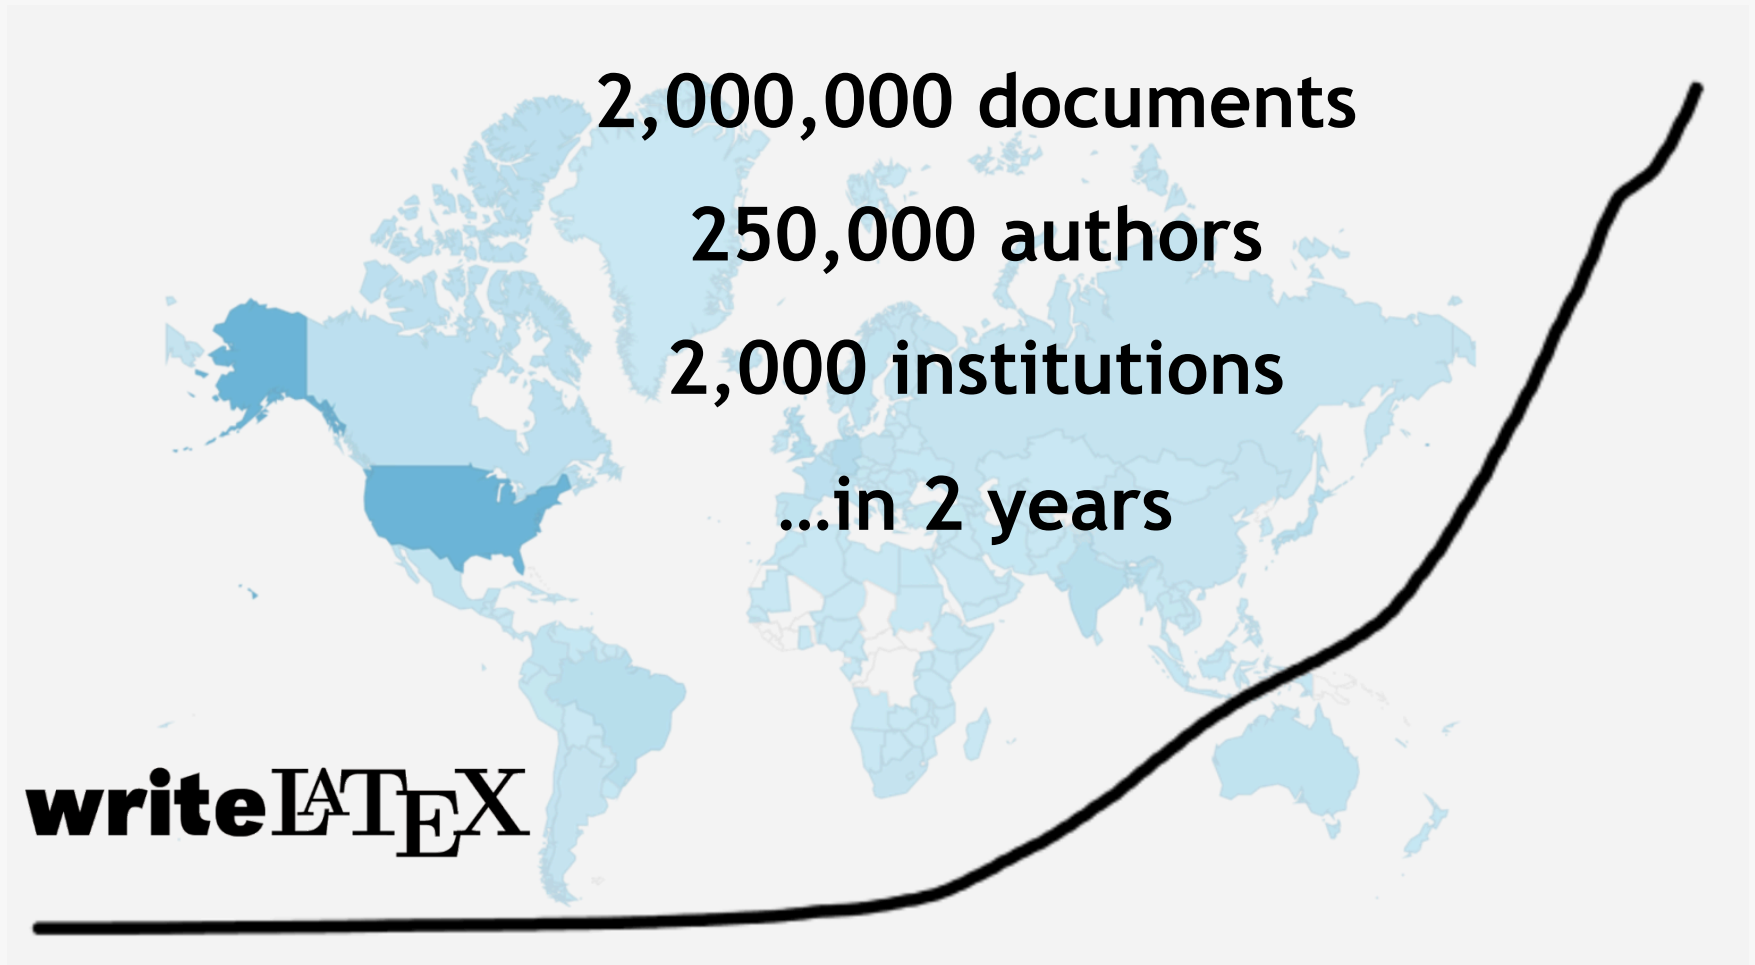 2,000,000 documents
250,000 authors
2,000 institutions
...in 2 years
writeLATEX